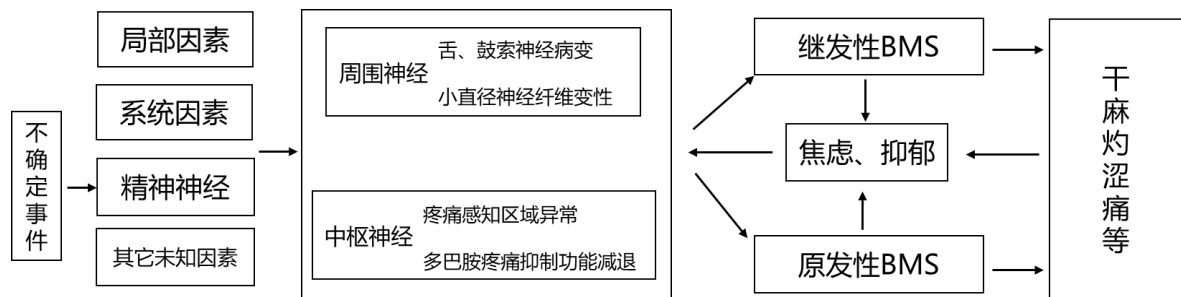 不确定事件
局部因素
系统因素
精神神经
其它未知因素
周围神经
舌、鼓索神经病变
小直径神经纤维变性
中枢神经
疼痛感知区域异常
多巴胺疼痛抑制功能减退
继发性BMS
焦虑、抑郁
原发性BMS
干麻灼涩痛等